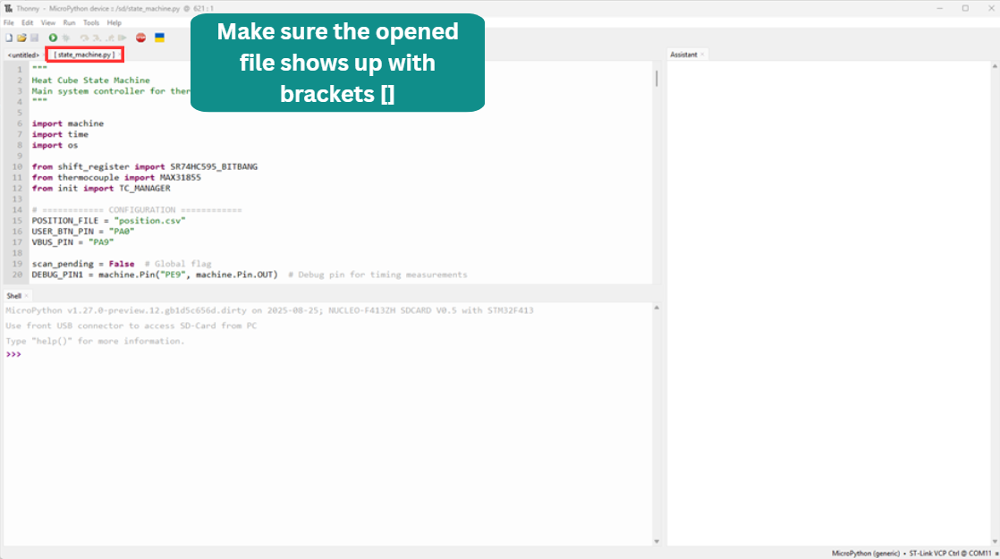 Thonny - MicroPython device :: /sd/state_machine.py @ 621 : 1
File Edit View Run Tools Help
Make sure the opened
file shows up with
brackets []
<untitled> [ state_machine.py ] ×
Assistant ×
1 """
2 Heat Cube State Machine
3 Main system controller for ther
4 """
5
6 import machine
7 import time
8 import os
9
10 from shift_register import SR74HC595_BITBANG
11 from thermocouple import MAX31855
12 from init import TC_MANAGER
13
14 # ============ CONFIGURATION ============
15 POSITION_FILE = "position.csv"
16 USER_BTN_PIN = "PA0"
17 VBUS_PIN = "PA9"
18
19 scan_pending = False # Global flag
20 DEBUG_PIN1 = machine.Pin("PE9", machine.Pin.OUT) # Debug pin for timing measurements
Shell ×
MicroPython v1.27.0-preview.12.gb1d5c656d.dirty on 2025-08-25; NUCLEO-F413ZH SDCARD V0.5 with STM32F413
Use front USB connector to access SD-Card from PC
Type "help()" for more information.
>>>
MicroPython (generic) • ST-Link VCP Ctrl @ COM11